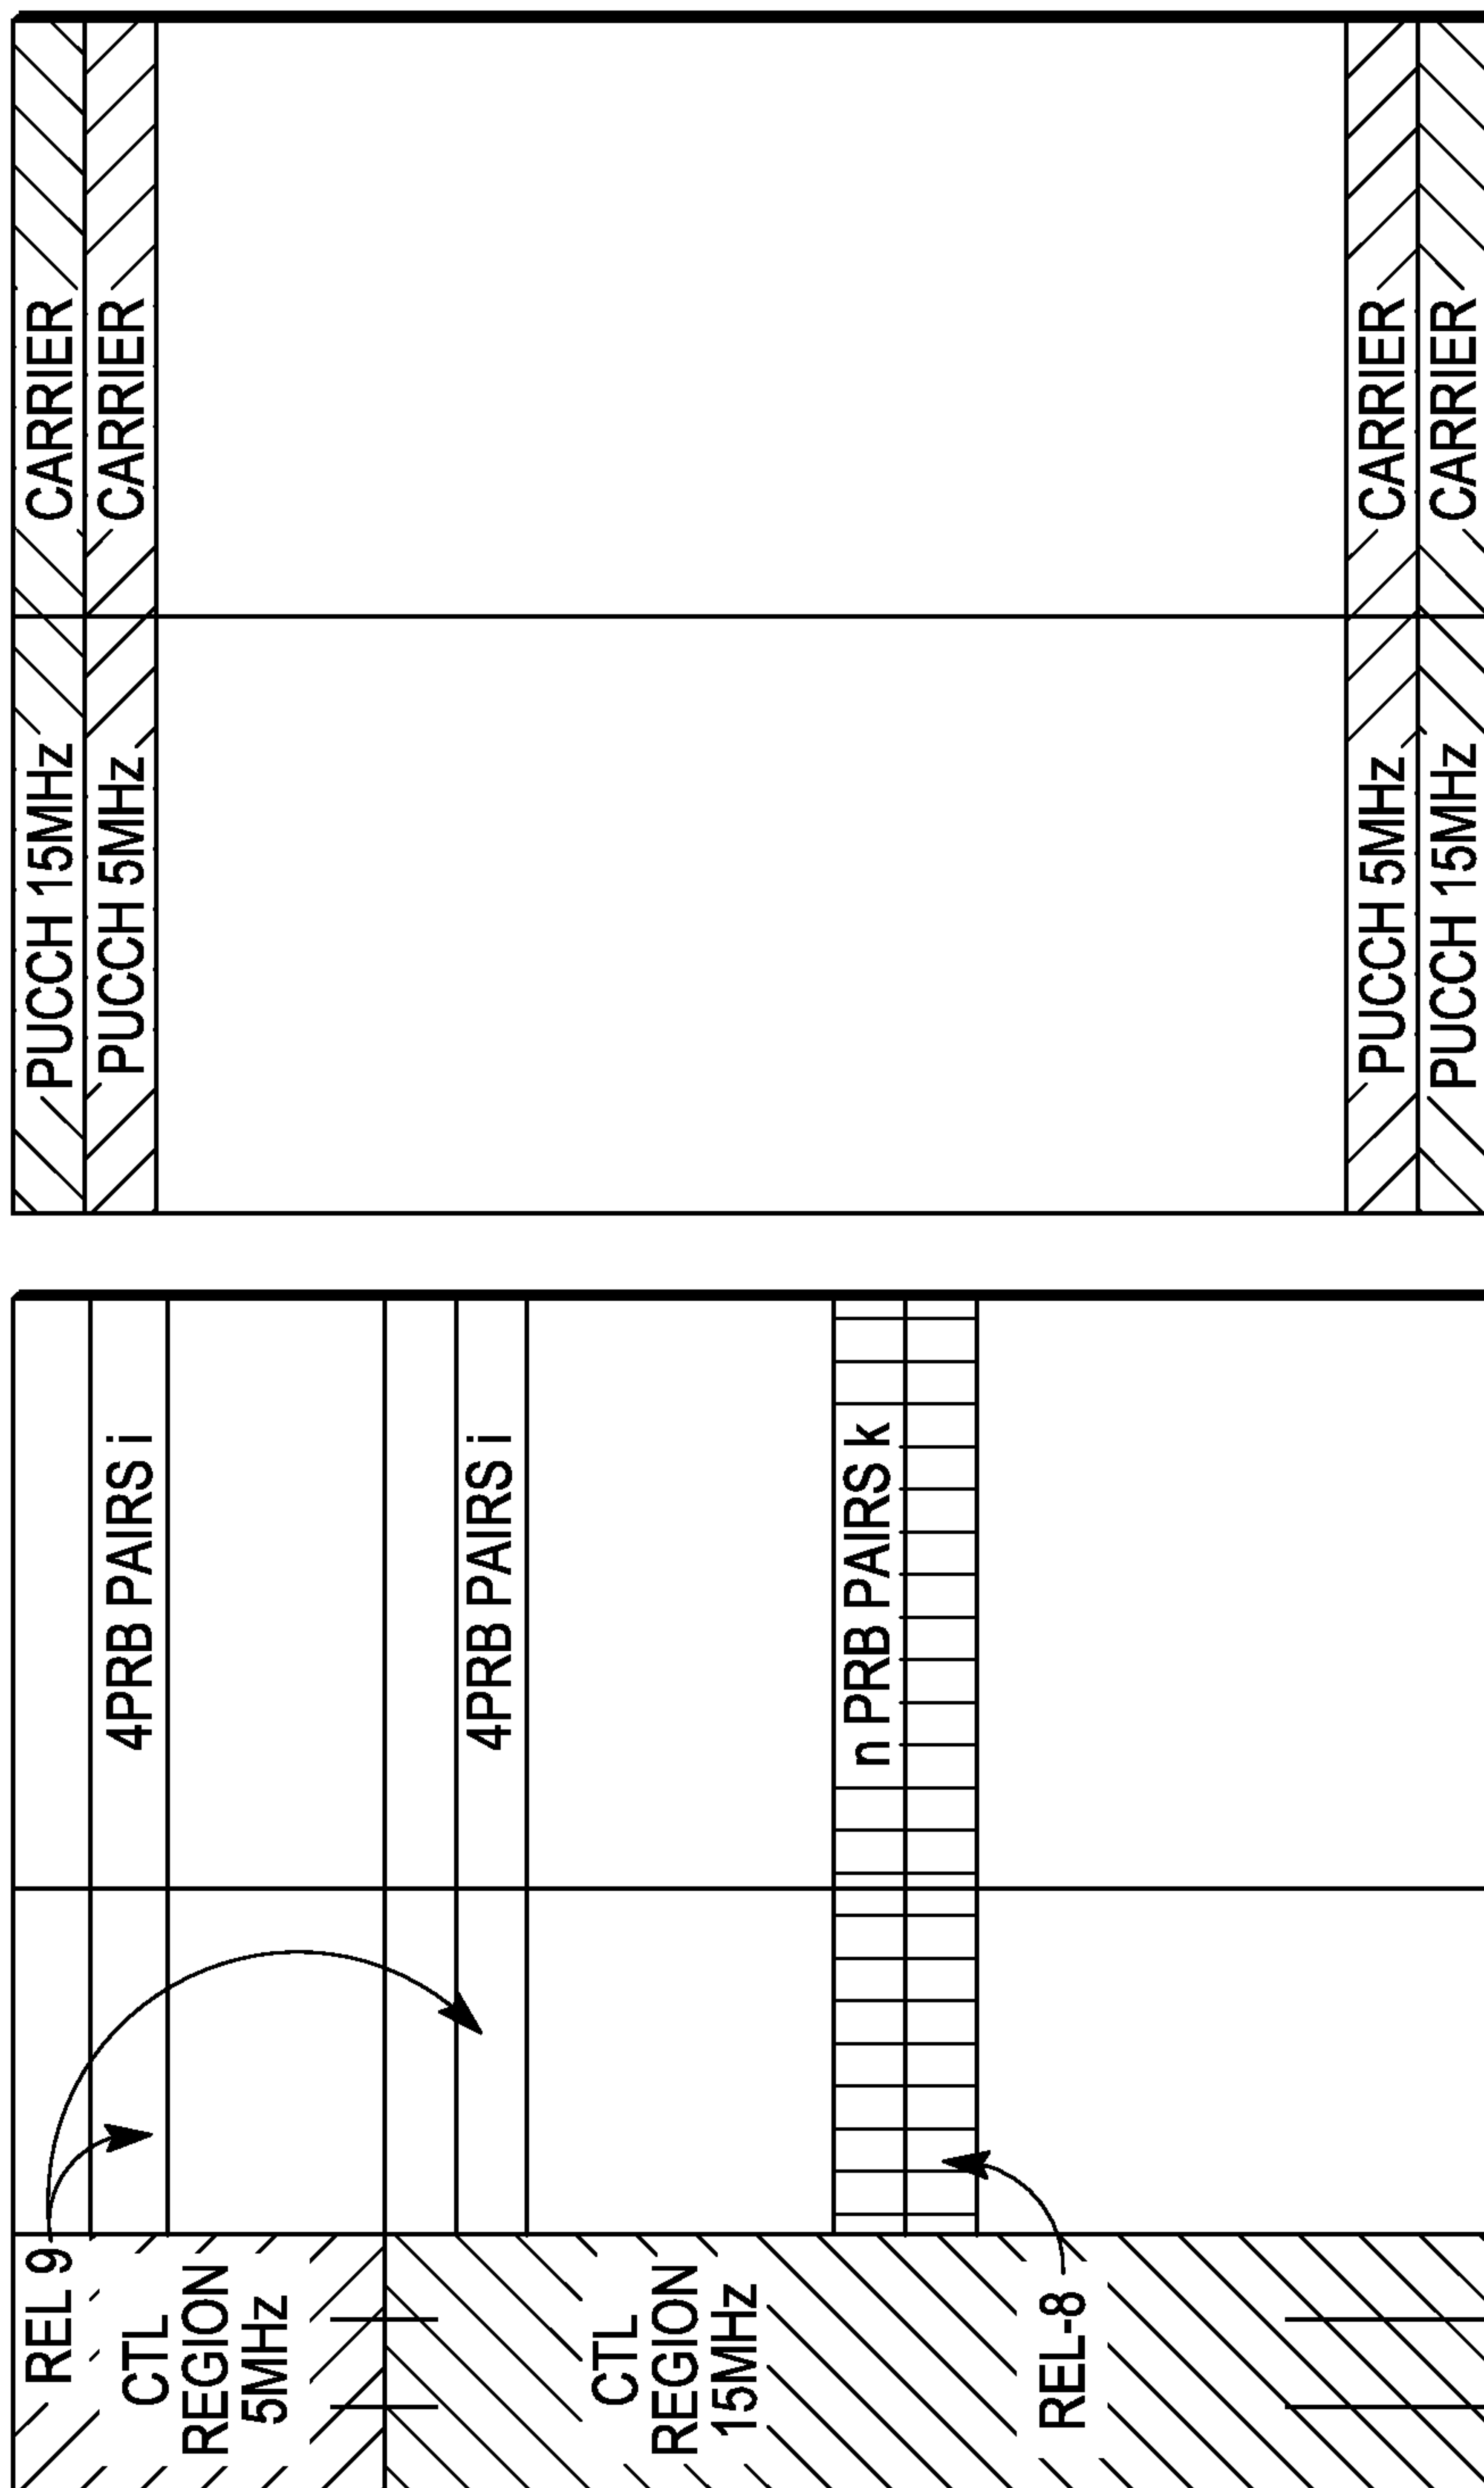 REL 9
CTL
REGION
5MHz
4PRB PAIRS i
4PRB PAIRS i
CTL
REGION
15MHz
n PRB PAIRS k
REL-8
PUCCH 15MHz CARRIER
PUCCH 5MHz CARRIER
PUCCH 5MHz CARRIER
PUCCH 15MHz CARRIER